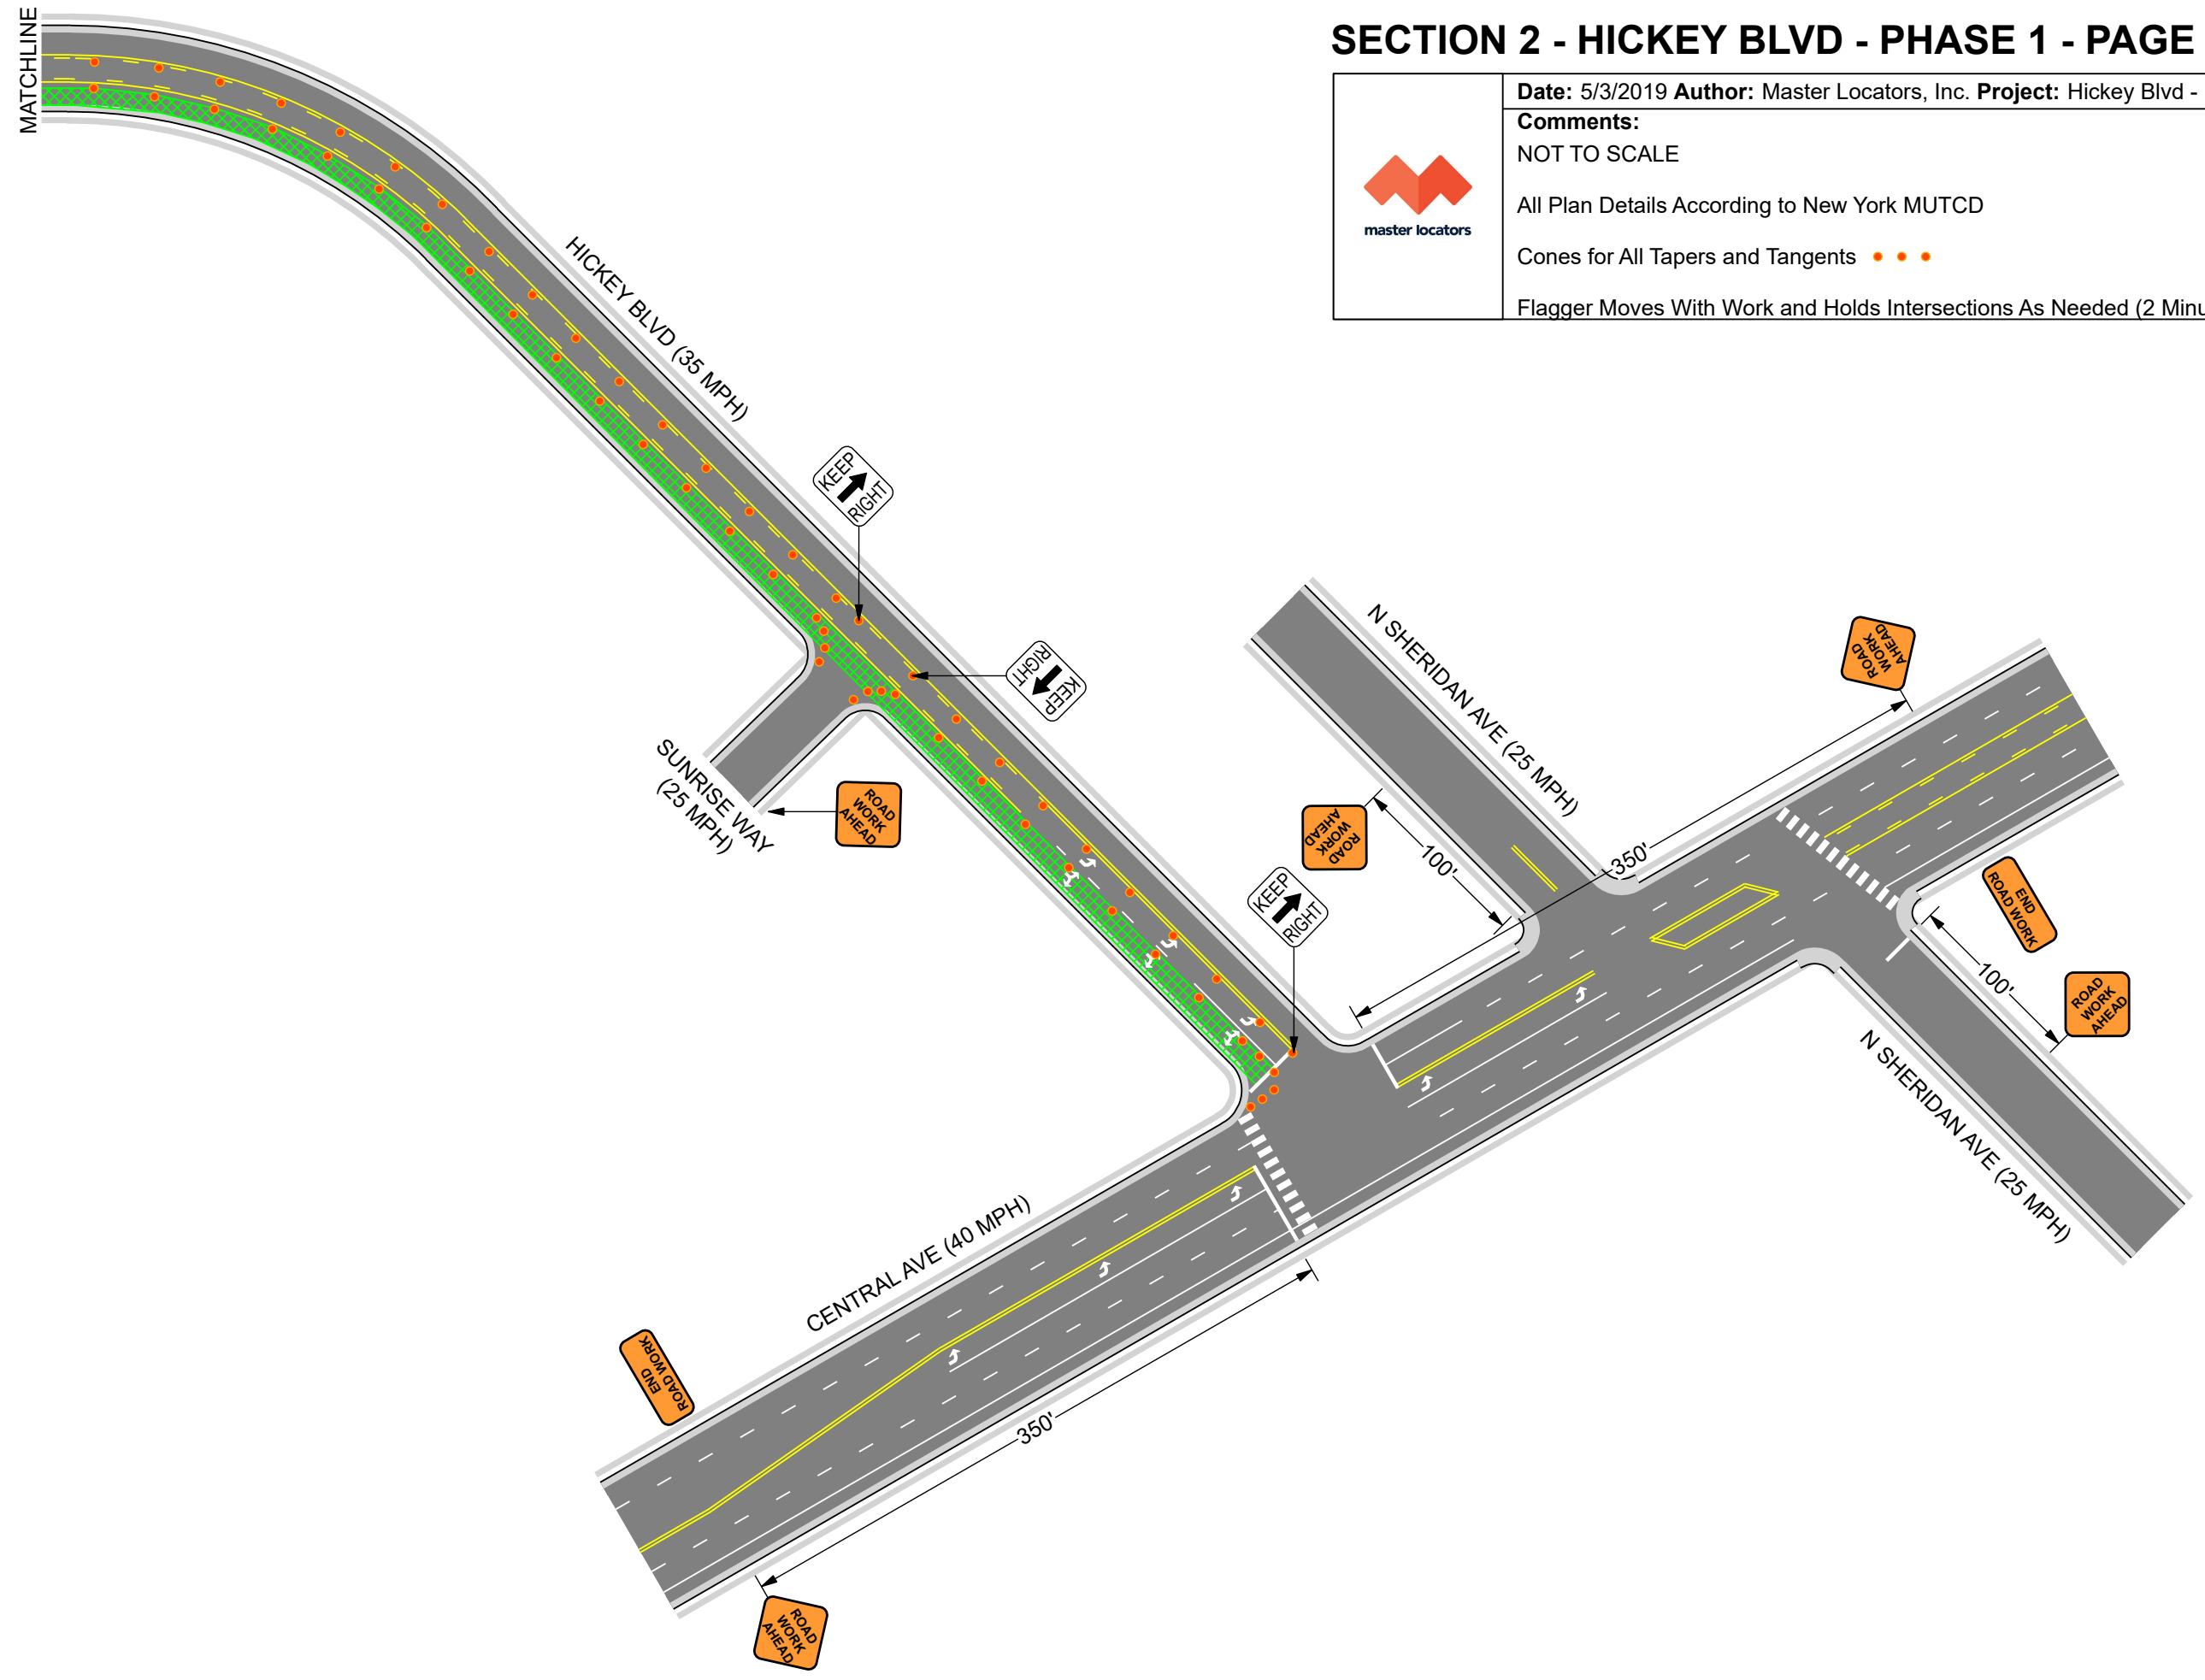 SECTION 2 - HICKEY BLVD - PHASE 1 - PAGE
Date: 5/3/2019 Author: Master Locators, Inc. Project: Hickey Blvd -
Comments:
NOT TO SCALE
All Plan Details According to New York MUTCD
Cones for All Tapers and Tangents
Flagger Moves With Work and Holds Intersections As Needed (2
master locators
MATCHLINE
HICKEY BLVD (35 MPH)
KEEP
RIGHT
KEEP
RIGHT
N SHERIDAN AVE (25 MPH)
ROAD
WORK
AHEAD
SUNRISE WAY
(25 MPH)
ROAD
WORK
AHEAD
ROAD
WORK
AHEAD
100'
350'
KEEP
RIGHT
END
ROAD WORK
100'
ROAD
WORK
AHEAD
N SHERIDAN AVE (25 MPH)
CENTRAL AVE (40 MPH)
END
ROAD WORK
350'
ROAD
WORK
AHEAD